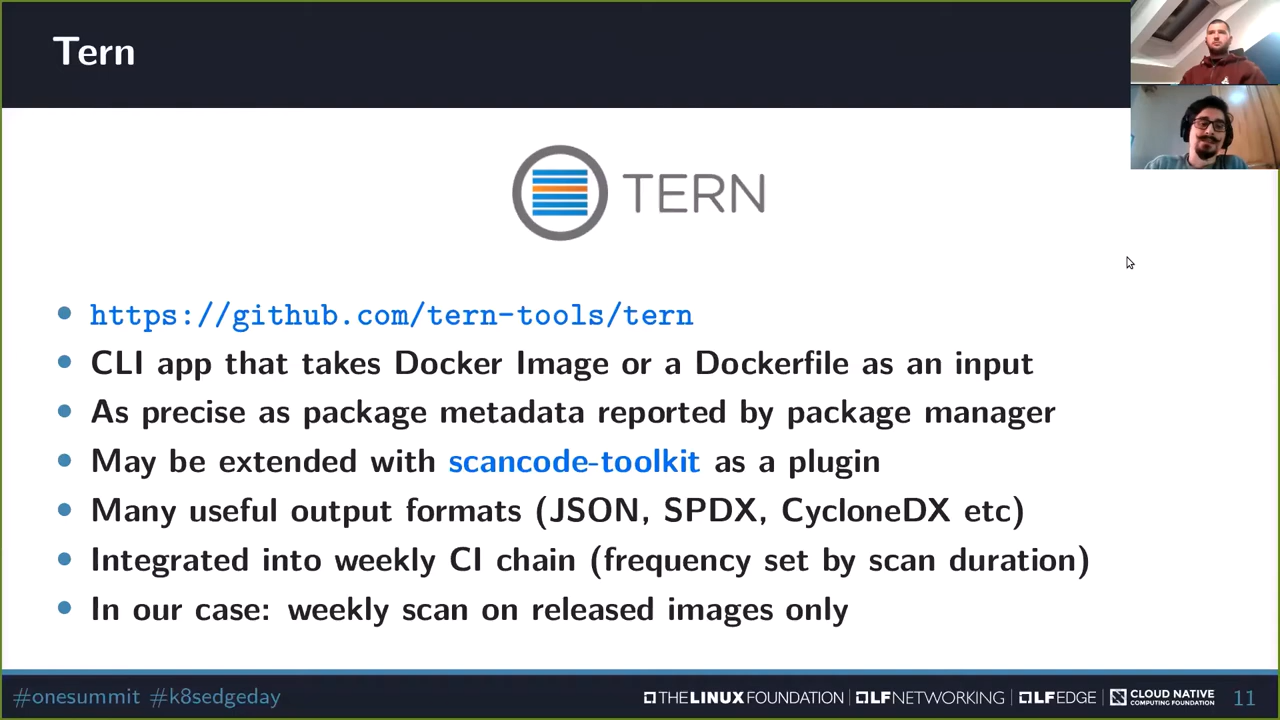 Tern
TERN
https://github.com/tern-tools/tern
CLI app that takes Docker Image or a Dockerfile as an input
As precise as package metadata reported by package manager
May be extended with scancode-toolkit as a plugin
Many useful output formats (JSON, SPDX, CycloneDX etc)
Integrated into weekly CI chain (frequency set by scan duration)
In our case: weekly scan on released images only
#onesummit #k8sedgeday
THE LINUX FOUNDATION | LF NETWORKING | LF EDGE | CLOUD NATIVE COMPUTING FOUNDATION 11